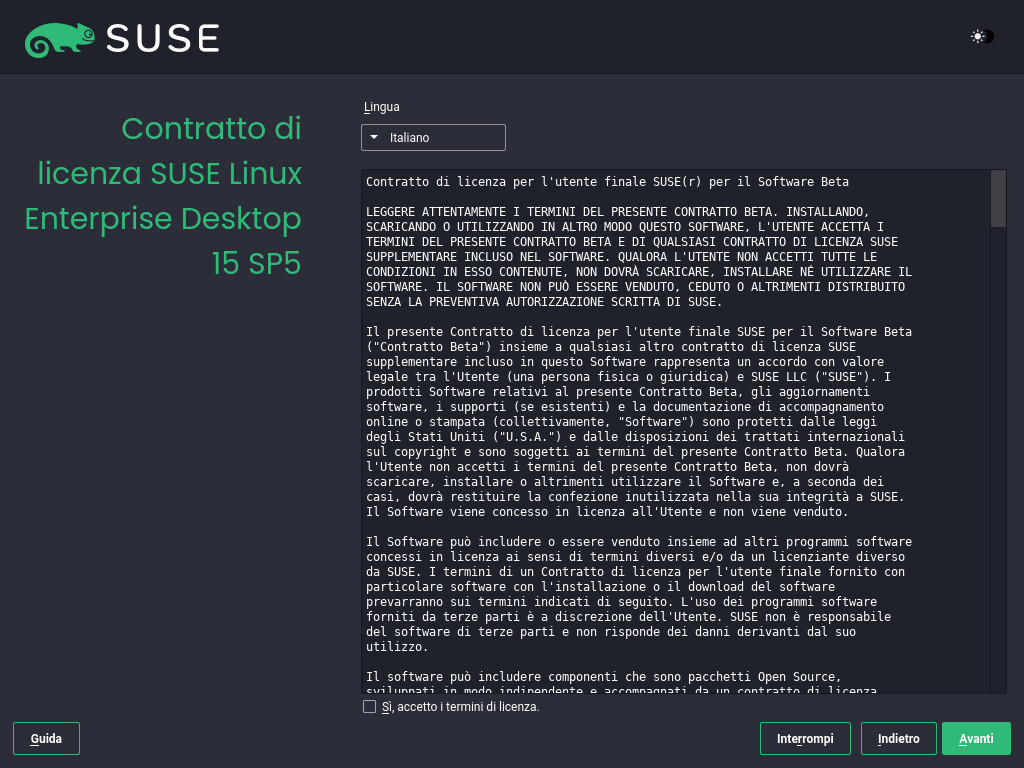 SUSE
Contratto di
licenza SUSE Linux
Enterprise Desktop
15 SP5
Lingua
Italiano
Contratto di licenza per l'utente finale SUSE(r) per il Software Beta
LEGGERE ATTENTAMENTE I TERMINI DEL PRESENTE CONTRATTO BETA. INSTALLANDO,
SCARICANDO O UTILIZZANDO IN ALTRO MODO QUESTO SOFTWARE, L'UTENTE ACCETTA I
TERMINI DEL PRESENTE CONTRATTO BETA E DI QUALSIASI CONTRATTO DI LICENZA SUSE
SUPPLEMENTARE INCLUSO NEL SOFTWARE. QUALORA L'UTENTE NON ACCETTI TUTTE LE
CONDIZIONI IN ESSO CONTENUTE, NON DOVRÀ SCARICARE, INSTALLARE NÉ UTILIZZARE IL
SOFTWARE. IL SOFTWARE NON PUÒ ESSERE VENDUTO, CEDUTO O ALTRIMENTI DISTRIBUITO
SENZA LA PREVENTIVA AUTORIZZAZIONE SCRITTA DI SUSE.
Il presente Contratto di licenza per l'utente finale SUSE per il Software Beta
("Contratto Beta") insieme a qualsiasi altro contratto di licenza SUSE
supplementare incluso in questo Software rappresenta un accordo con valore
legale tra l'Utente (una persona fisica o giuridica) e SUSE LLC ("SUSE"). I
prodotti Software relativi al presente Contratto Beta, gli aggiornamenti
software, i supporti (se esistenti) e la documentazione di accompagnamento
online o stampata (collettivamente, "Software") sono protetti dalle leggi
degli Stati Uniti ("U.S.A.") e dalle disposizioni dei trattati internazionali
sul copyright e sono soggetti ai termini del presente Contratto Beta. Qualora
l'Utente non accetti i termini del presente Contratto Beta, non dovrà
scaricare, installare o altrimenti utilizzare il Software e, a seconda dei
casi, dovrà restituire la confezione inutilizzata nella sua integrità a SUSE.
Il Software viene concesso in licenza all'Utente e non viene venduto.
Il Software può includere o essere venduto insieme ad altri programmi software
concessi in licenza ai sensi di termini diversi e/o da un licenziante diverso
da SUSE. I termini di un Contratto di licenza per l'utente finale fornito con
particolare software con l'installazione o il download del software
prevarranno sui termini indicati di seguito. L'uso dei programmi software
forniti da terze parti è a discrezione dell'Utente. SUSE non è responsabile
del software di terze parti e non risponde dei danni derivanti dal suo
utilizzo.
Il software può includere componenti che sono pacchetti Open Source,
sviluppati in modo indipendente e accompagnati da un contratto di licenza
Sì, accetto i termini di licenza.
Guida
Interrompi
Indietro
Avanti